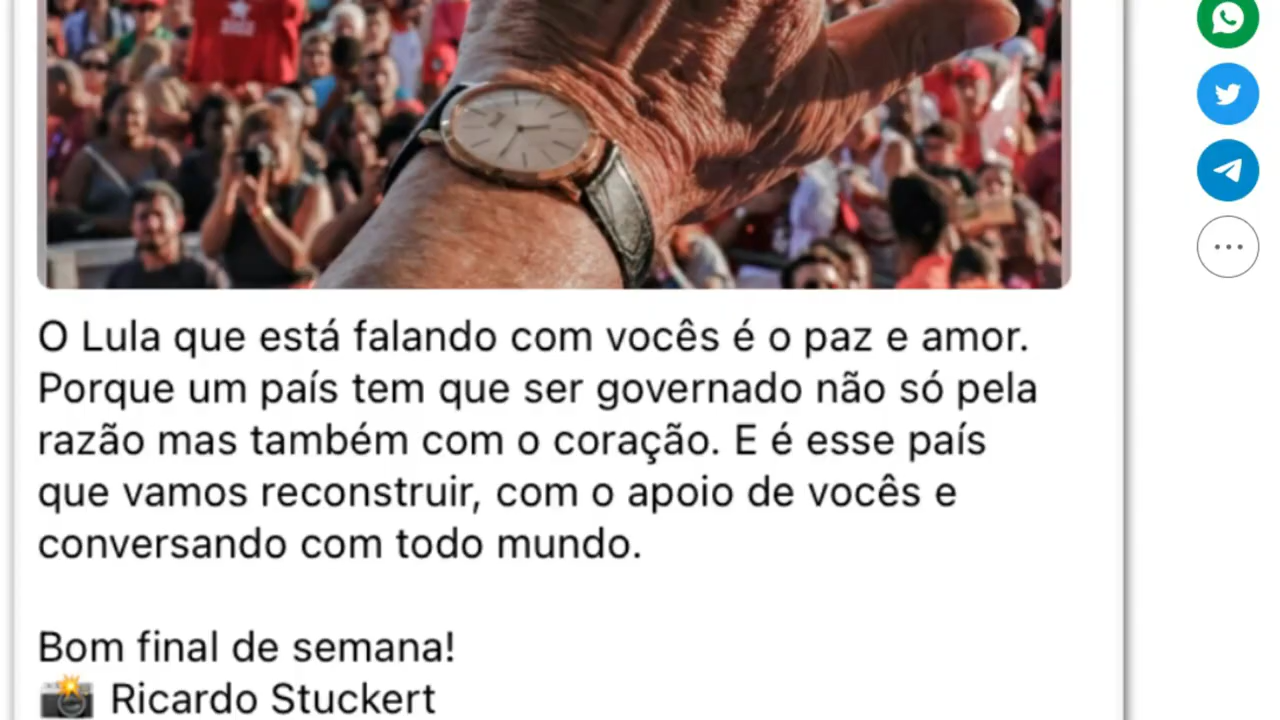 O Lula que está falando com vocês é o paz e amor.
Porque um país tem que ser governado não só pela
razão mas também com o coração. E é esse país
que vamos reconstruir, com o apoio de vocês e
conversando com todo mundo.
Bom final de semana!
📸 Ricardo Stuckert